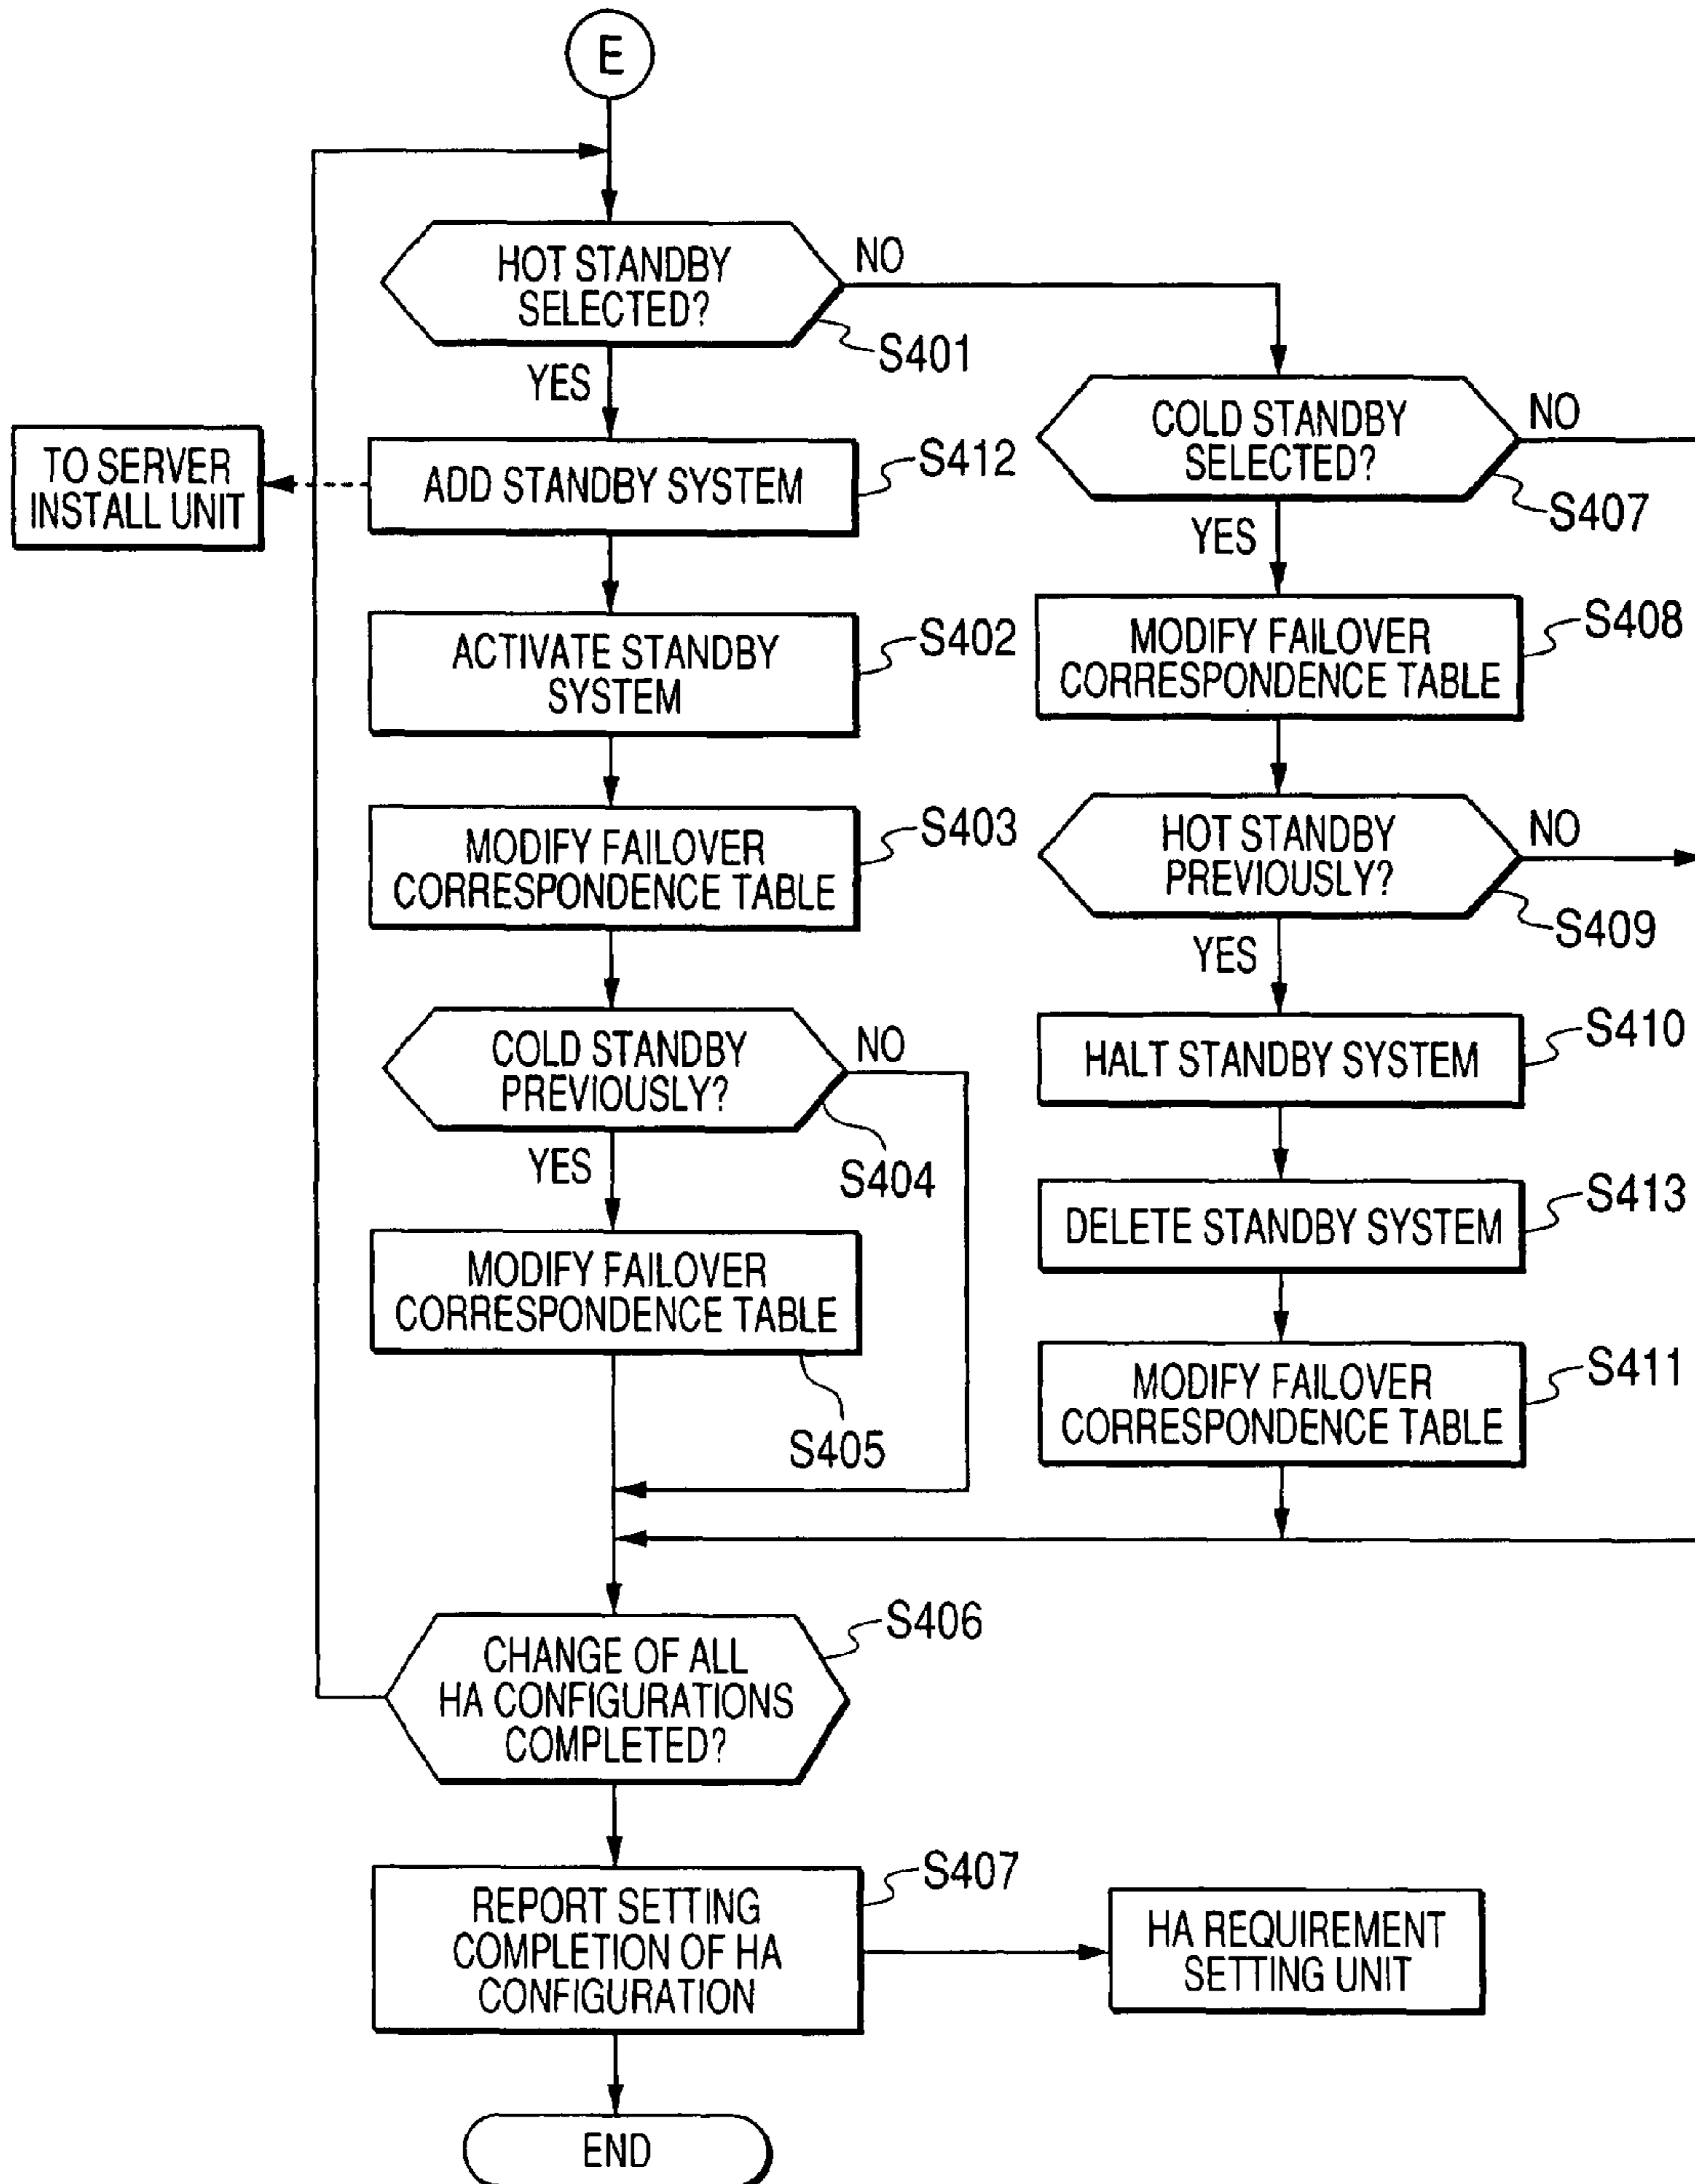 E
HOT STANDBY
SELECTED?
NO
S401
YES
COLD STANDBY
SELECTED?
NO
S407
YES
TO SERVER
INSTALL UNIT
ADD STANDBY SYSTEM
S412
ACTIVATE STANDBY
SYSTEM
S402
MODIFY FAILOVER
CORRESPONDENCE TABLE
S408
MODIFY FAILOVER
CORRESPONDENCE TABLE
S403
HOT STANDBY
PREVIOUSLY?
NO
S409
YES
COLD STANDBY
PREVIOUSLY?
NO
S404
YES
HALT STANDBY SYSTEM
S410
DELETE STANDBY SYSTEM
S413
MODIFY FAILOVER
CORRESPONDENCE TABLE
S405
MODIFY FAILOVER
CORRESPONDENCE TABLE
S411
CHANGE OF ALL
HA CONFIGURATIONS
COMPLETED?
S406
REPORT SETTING
COMPLETION OF HA
CONFIGURATION
S407
HA REQUIREMENT
SETTING UNIT
END